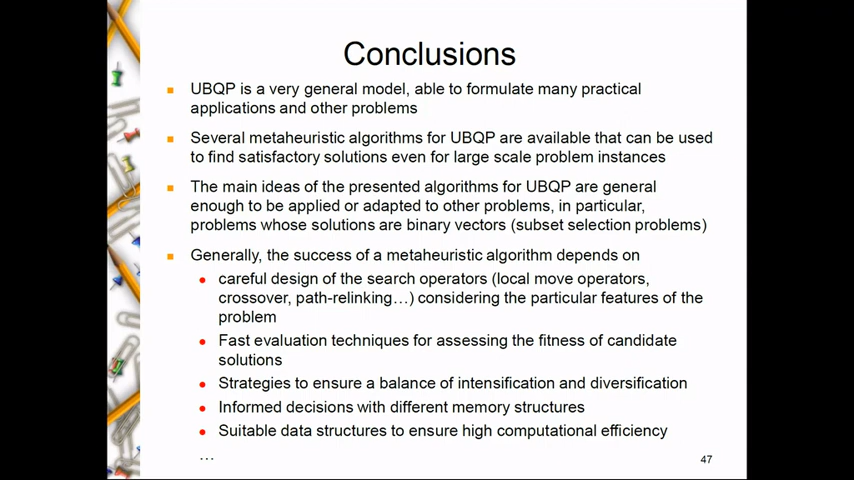 Conclusions
UBQP is a very general model, able to formulate many practical
applications and other problems
Several metaheuristic algorithms for UBQP are available that can be used
to find satisfactory solutions even for large scale problem instances
The main ideas of the presented algorithms for UBQP are general
enough to be applied or adapted to other problems, in particular,
problems whose solutions are binary vectors (subset selection problems)
Generally, the success of a metaheuristic algorithm depends on
careful design of the search operators (local move operators,
crossover, path-relinking…) considering the particular features of the
problem
Fast evaluation techniques for assessing the fitness of candidate
solutions
Strategies to ensure a balance of intensification and diversification
Informed decisions with different memory structures
Suitable data structures to ensure high computational efficiency
…
47